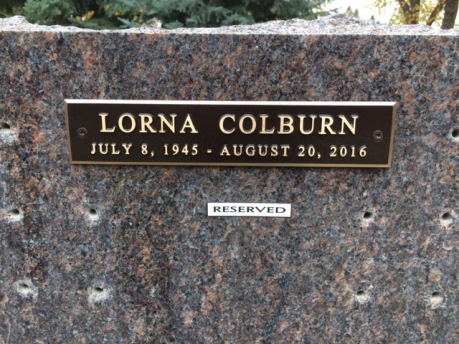 LORNA COLBURN
JULY 8, 1945 - AUGUST 20, 2016
RESERVED